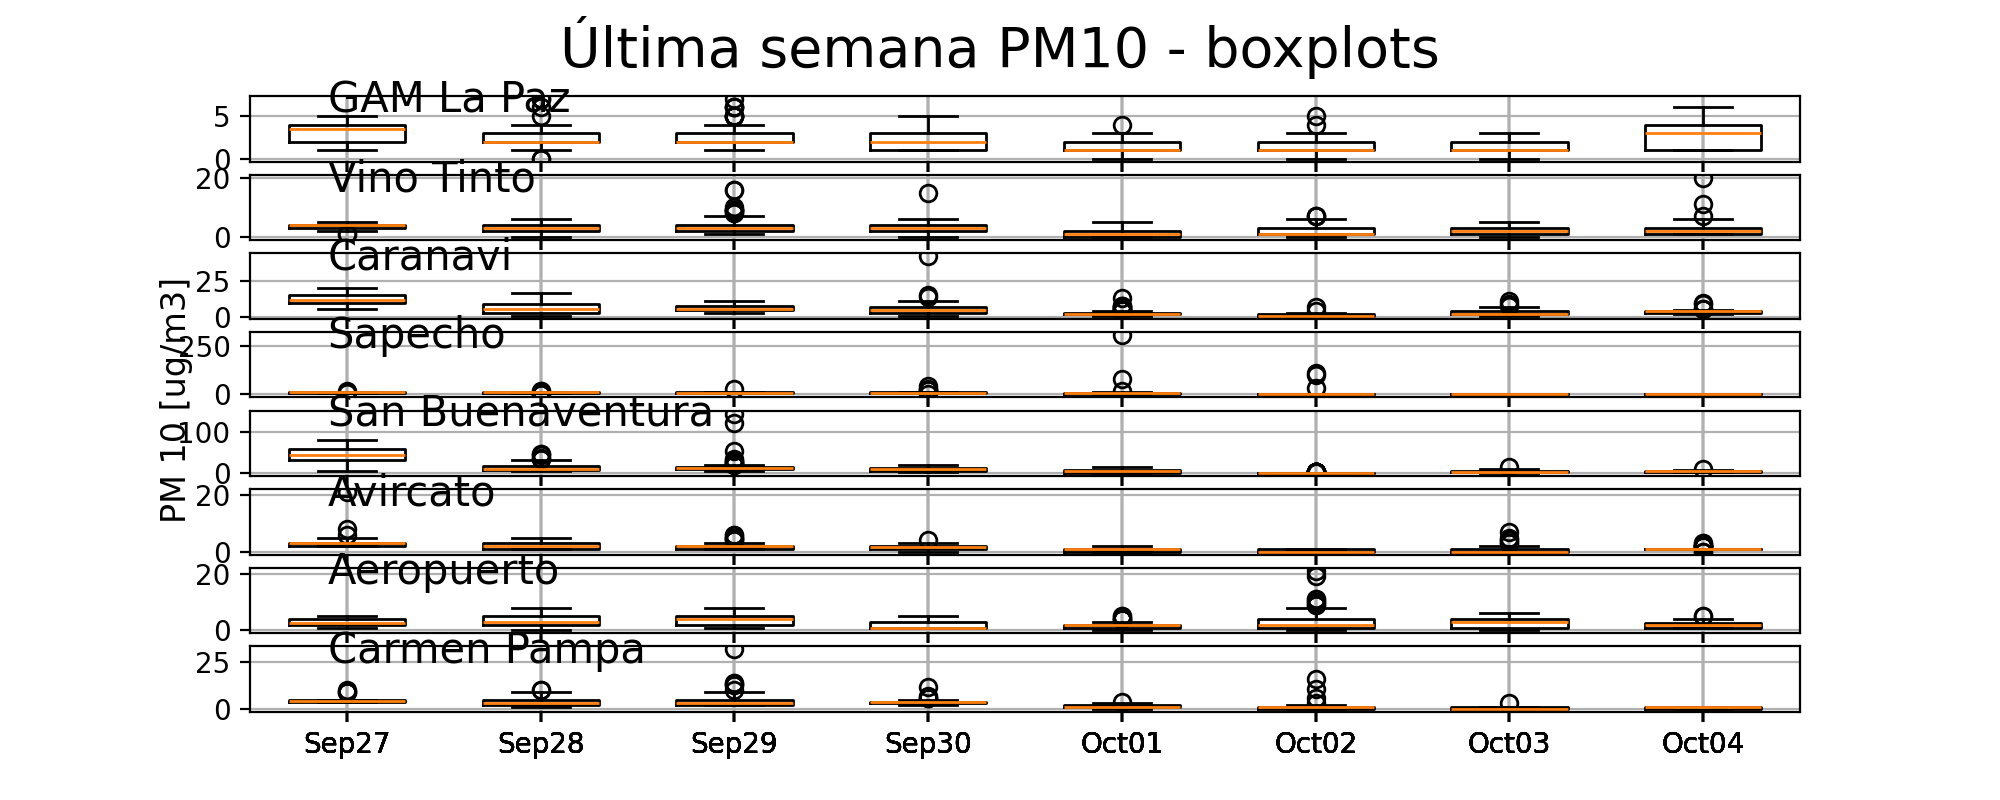 Última semana PM10 - boxplots
GAM La Paz
5
0
Vino Tinto
20
0
Caranavi
25
0
Sapecho
250
0
San Buenaventura
100
0
Avircato
20
0
Aeropuerto
20
0
Carmen Pampa
25
0
PM 10 [ug/m3]
Sep27 Sep28 Sep29 Sep30 Oct01 Oct02 Oct03 Oct04